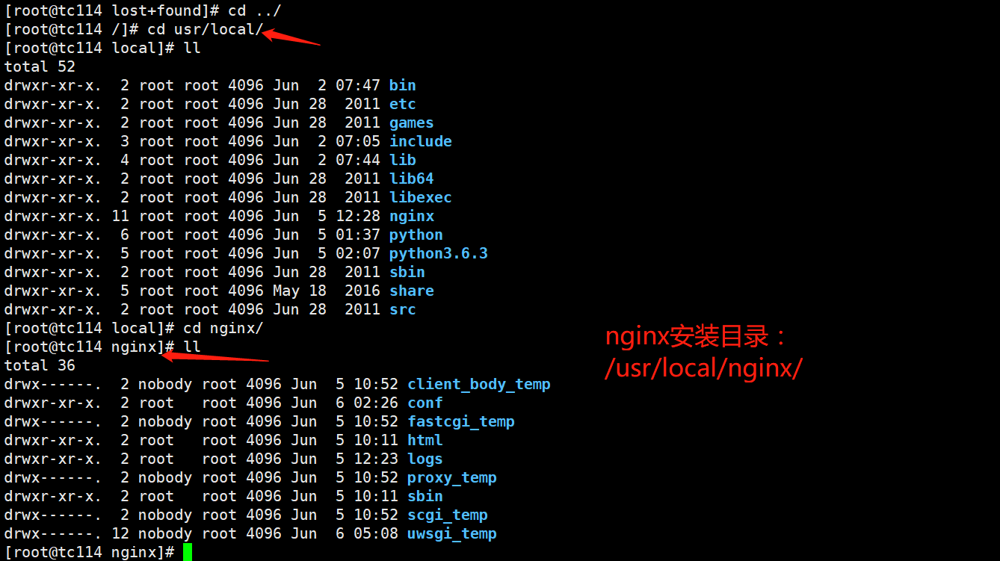 [root@tc114 lost+found]# cd ../
[root@tc114 /]# cd usr/local/
[root@tc114 local]# ll
total 52
drwxr-xr-x.  2 root root 4096 Jun  2 07:47 bin
drwxr-xr-x.  2 root root 4096 Jun 28  2011 etc
drwxr-xr-x.  2 root root 4096 Jun 28  2011 games
drwxr-xr-x.  3 root root 4096 Jun  2 07:05 include
drwxr-xr-x.  4 root root 4096 Jun  2 07:44 lib
drwxr-xr-x.  2 root root 4096 Jun 28  2011 lib64
drwxr-xr-x.  2 root root 4096 Jun 28  2011 libexec
drwxr-xr-x. 11 root root 4096 Jun  5 12:28 nginx
drwxr-xr-x.  6 root root 4096 Jun  5 01:37 python
drwxr-xr-x.  5 root root 4096 Jun  5 02:07 python3.6.3
drwxr-xr-x.  2 root root 4096 Jun 28  2011 sbin
drwxr-xr-x.  5 root root 4096 May 18  2016 share
drwxr-xr-x.  2 root root 4096 Jun 28  2011 src
[root@tc114 local]# cd nginx/
[root@tc114 nginx]# ll
total 36
drwx------.  2 nobody root 4096 Jun  5 10:52 client_body_temp
drwxr-xr-x.  2 root   root 4096 Jun  6 02:26 conf
drwx------.  2 nobody root 4096 Jun  5 10:52 fastcgi_temp
drwxr-xr-x.  2 root   root 4096 Jun  5 10:11 html
drwxr-xr-x.  2 root   root 4096 Jun  5 12:23 logs
drwx------.  2 nobody root 4096 Jun  5 10:52 proxy_temp
drwxr-xr-x.  2 root   root 4096 Jun  5 10:11 sbin
drwx------.  2 nobody root 4096 Jun  5 10:52 scgi_temp
drwx------. 12 nobody root 4096 Jun  6 05:08 uwsgi_temp
[root@tc114 nginx]#
nginx安装目录：
/usr/local/nginx/